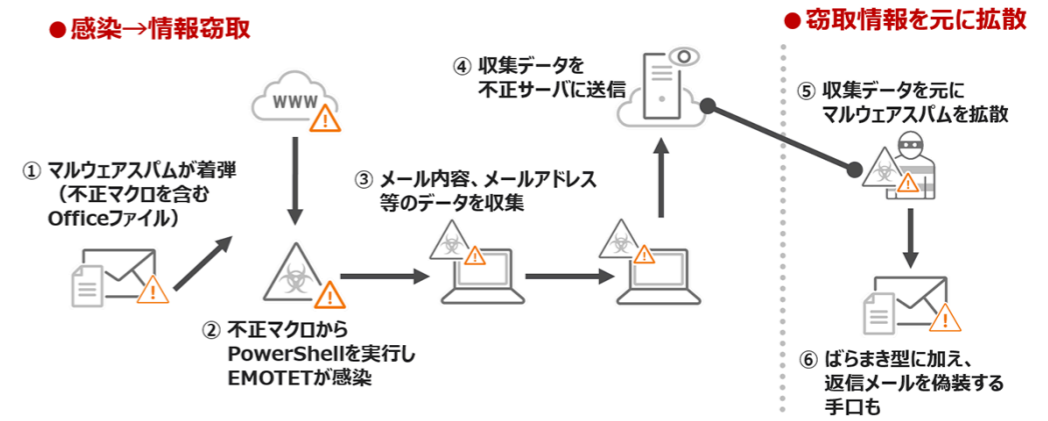 ●感染→情報窃取
WWW
① マルウェアスパムが着弾
（不正マクロを含む
Officeファイル）
② 不正マクロから
PowerShellを実行し
EMOTETが感染
③ メール内容、メールアドレス
等のデータを収集
④ 収集データを
不正サーバに送信
●窃取情報を元に拡散
⑤ 収集データを元に
マルウェアスパムを拡散
⑥ ばらまき型に加え、
返信メールを偽装する
手口も